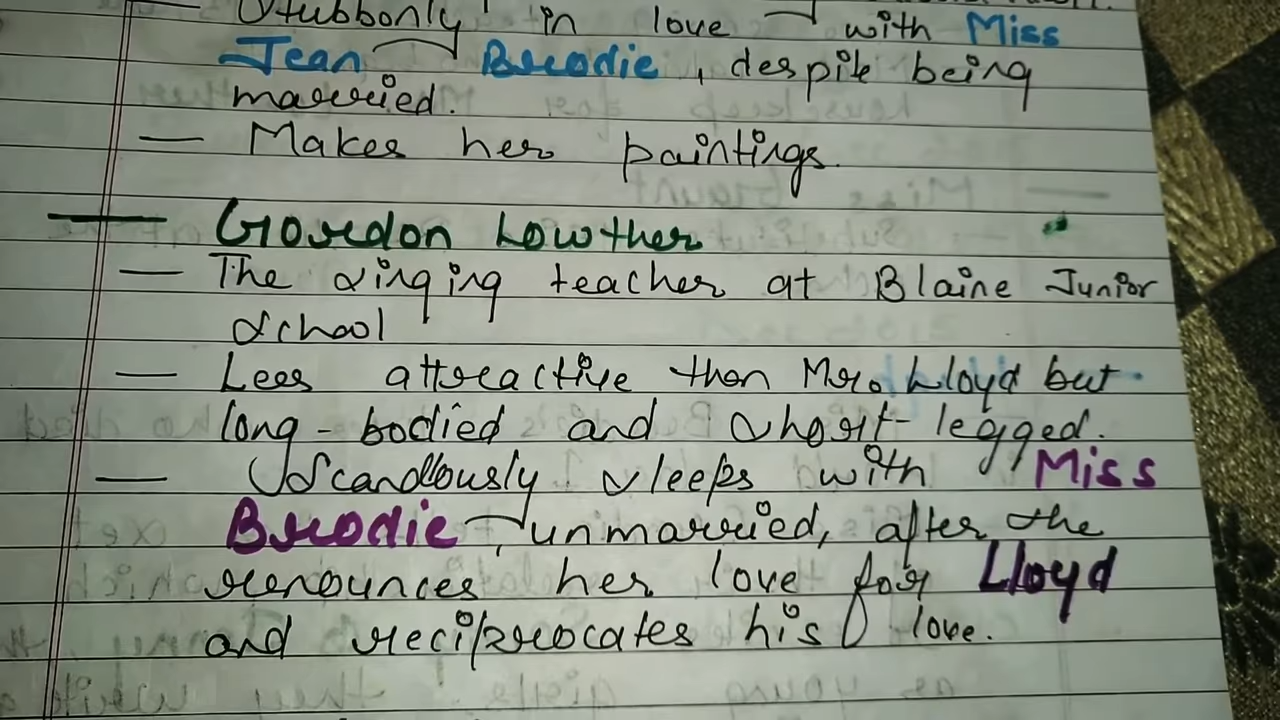 — Stubbonly in love with Miss
Jean Brodie, despite being
married.
— Makes her paintings.
— Gordon Lowther
— The singing teacher at Blaine Junior
School
— Less attractive than Mr. Lloyd but
long-bodied and short-legged.
— Scandlously sleeps with Miss
Brodie, unmarried, after she
renounces her love for Lloyd
and reciprocates his love.